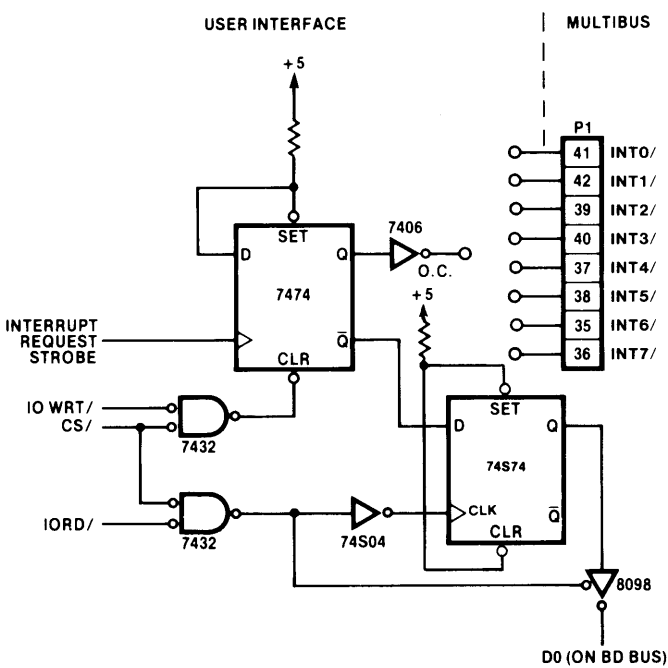 USER INTERFACE
MULTIBUS
+5
P1
41 INT0/
42 INT1/
39 INT2/
40 INT3/
37 INT4/
38 INT5/
35 INT6/
36 INT7/
SET
D
Q
7406
O.C.
7474
+5
INTERRUPT
REQUEST
STROBE
Q
CLR
IO WRT/
CS/
7432
SET
D
Q
74S74
CLK
Q
CLR
IORD/
7432
74S04
8098
D0 (ON BD BUS)